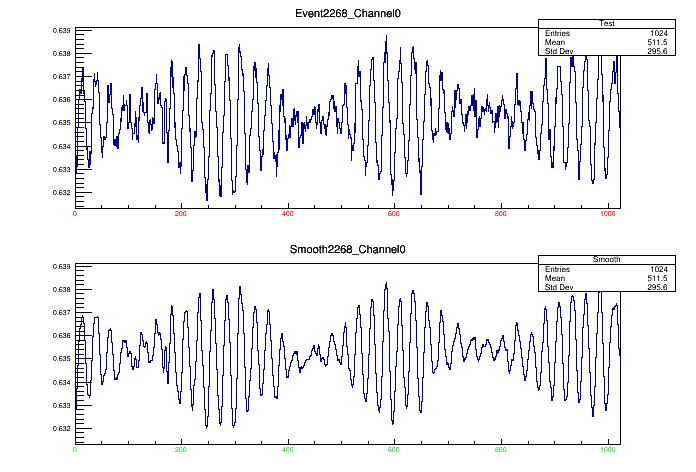 Event2268_Channel0
Test
Entries 1024
Mean 511.5
Std Dev 295.6
0.639
0.638
0.637
0.636
0.635
0.634
0.633
0.632
0 200 400 600 800 1000
Smooth2268_Channel0
Smooth
Entries 1024
Mean 511.5
Std Dev 295.6
0.639
0.638
0.637
0.636
0.635
0.634
0.633
0.632
0 200 400 600 800 1000